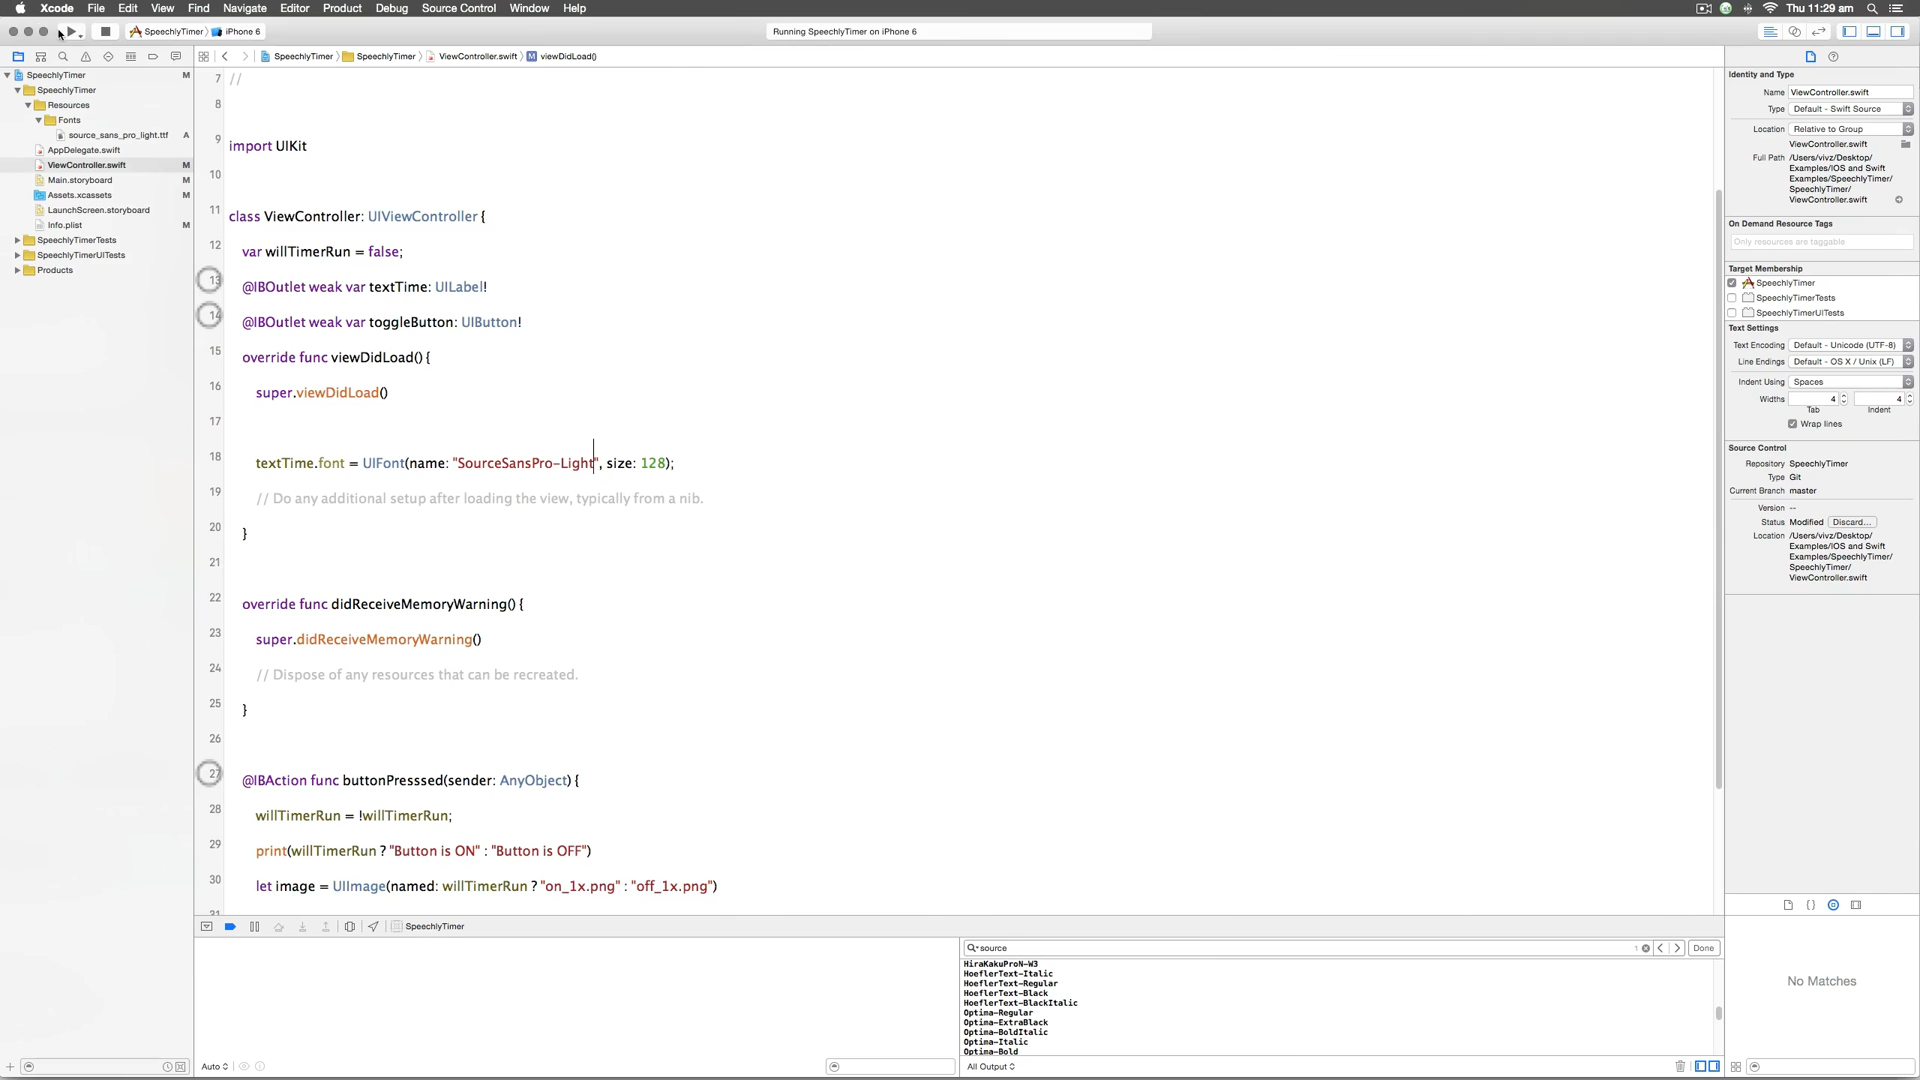 Xcode File Edit View Find Navigate Editor Product Debug Source Control Window Help Thu 11:29 am
SpeechlyTimer iPhone 6 Running SpeechlyTimer on iPhone 6
SpeechlyTimer SpeechlyTimer ViewController.swift M viewDidLoad()
SpeechlyTimer M
SpeechlyTimer
Resources
Fonts
source_sans_pro_light.ttf A
AppDelegate.swift
ViewController.swift M
Main.storyboard M
Assets.xcassets M
LaunchScreen.storyboard
Info.plist M
SpeechlyTimerTests
SpeechlyTimerUITests
Products
7 //
8
9 import UIKit
10
11 class ViewController: UIViewController {
12 var willTimerRun = false;
13 @IBOutlet weak var textTime: UILabel!
14 @IBOutlet weak var toggleButton: UIButton!
15 override func viewDidLoad() {
16 super.viewDidLoad()
17
18 textTime.font = UIFont(name: "SourceSansPro-Light", size: 128);
19 // Do any additional setup after loading the view, typically from a nib.
20 }
21
22 override func didReceiveMemoryWarning() {
23 super.didReceiveMemoryWarning()
24 // Dispose of any resources that can be recreated.
25 }
26
27 @IBAction func buttonPresssed(sender: AnyObject) {
28 willTimerRun = !willTimerRun;
29 print(willTimerRun ? "Button is ON" : "Button is OFF")
30 let image = UIImage(named: willTimerRun ? "on_1x.png" : "off_1x.png")
31
SpeechlyTimer
Auto
source 1 Done
HiraKakuProN-W3
HoeflerText-Italic
HoeflerText-Regular
HoeflerText-Black
HoeflerText-BlackItalic
Optima-Regular
Optima-ExtraBlack
Optima-BoldItalic
Optima-Italic
Optima-Bold
All Output
Identity and Type
Name ViewController.swift
Type Default - Swift Source
Location Relative to Group
ViewController.swift
Full Path /Users/vivz/Desktop/
Examples/IOS and Swift
Examples/SpeechlyTimer/
SpeechlyTimer/
ViewController.swift
On Demand Resource Tags
Only resources are taggable
Target Membership
SpeechlyTimer
SpeechlyTimerTests
SpeechlyTimerUITests
Text Settings
Text Encoding Default - Unicode (UTF-8)
Line Endings Default - OS X / Unix (LF)
Indent Using Spaces
Widths 4 4
Tab Indent
Wrap lines
Source Control
Repository SpeechlyTimer
Type Git
Current Branch master
Version --
Status Modified Discard...
Location /Users/vivz/Desktop/
Examples/IOS and Swift
Examples/SpeechlyTimer/
SpeechlyTimer/
ViewController.swift
No Matches